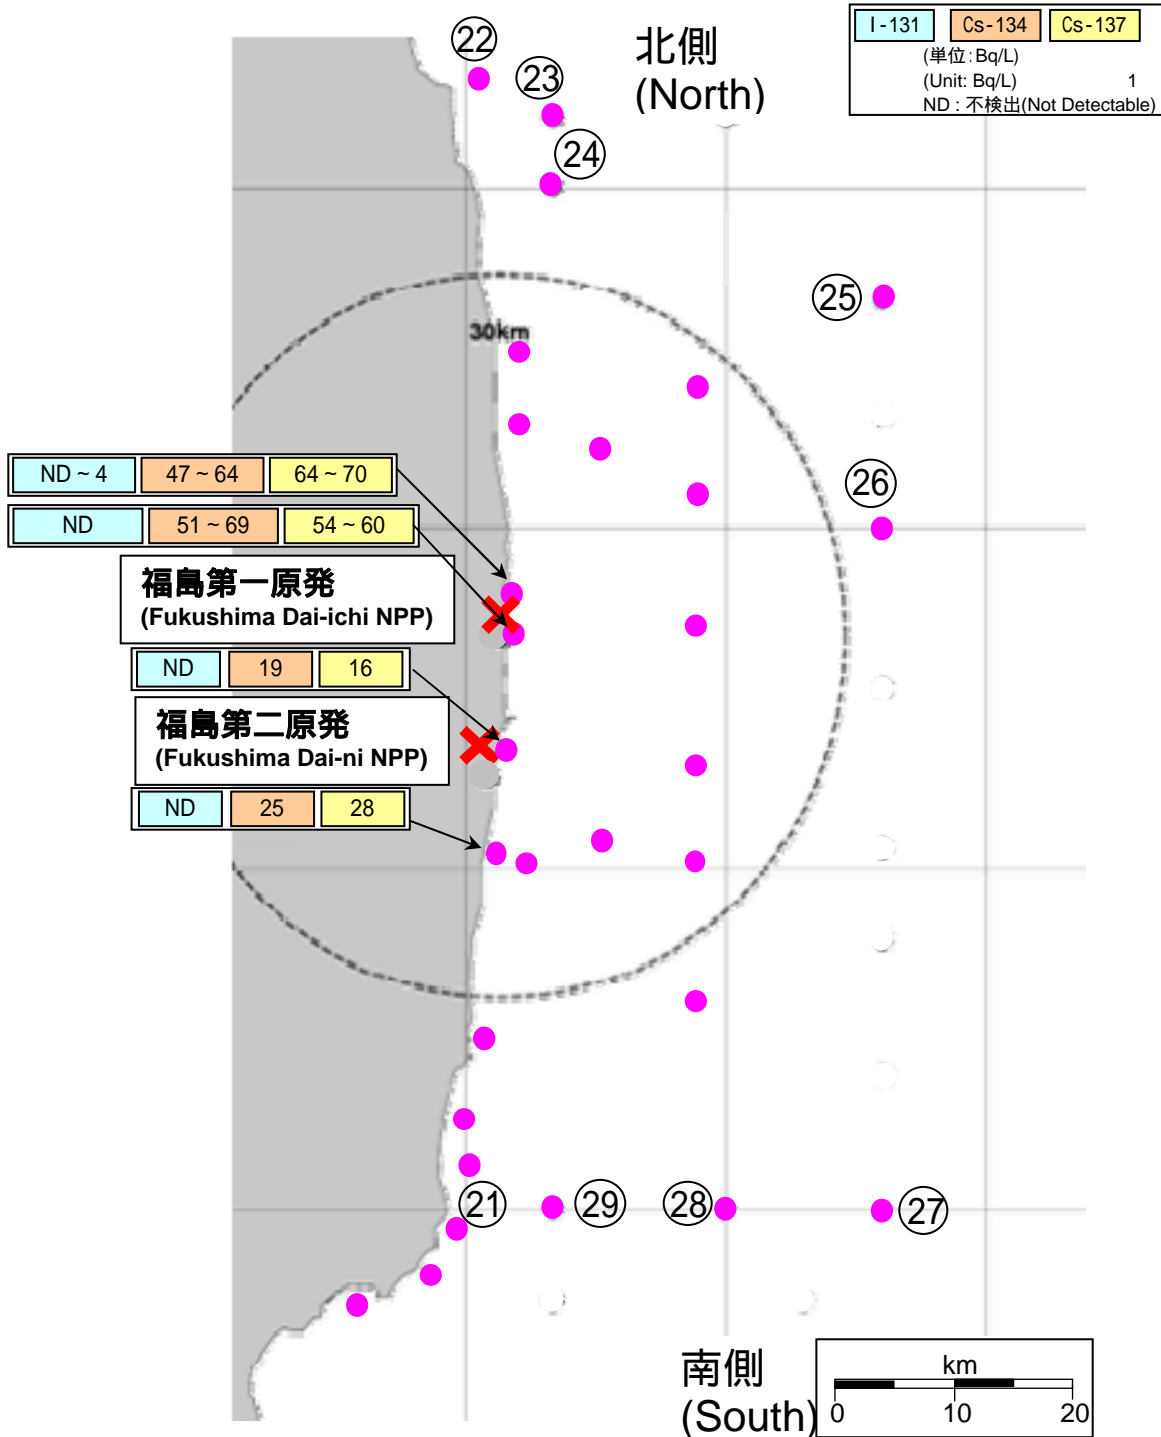 ㉒
北側
(North)
I-131 Cs-134 Cs-137
(単位:Bq/L)
(Unit: Bq/L) 1
ND : 不検出(Not Detectable)
㉓
㉔
㉕
30km
㉖
ND ~ 4 47 ~ 64 64 ~ 70
ND 51 ~ 69 54 ~ 60
福島第一原発
(Fukushima Dai-ichi NPP)
ND 19 16
福島第二原発
(Fukushima Dai-ni NPP)
ND 25 28
㉑ ㉙ ㉘ ㉗
南側
(South)
km
0 10 20